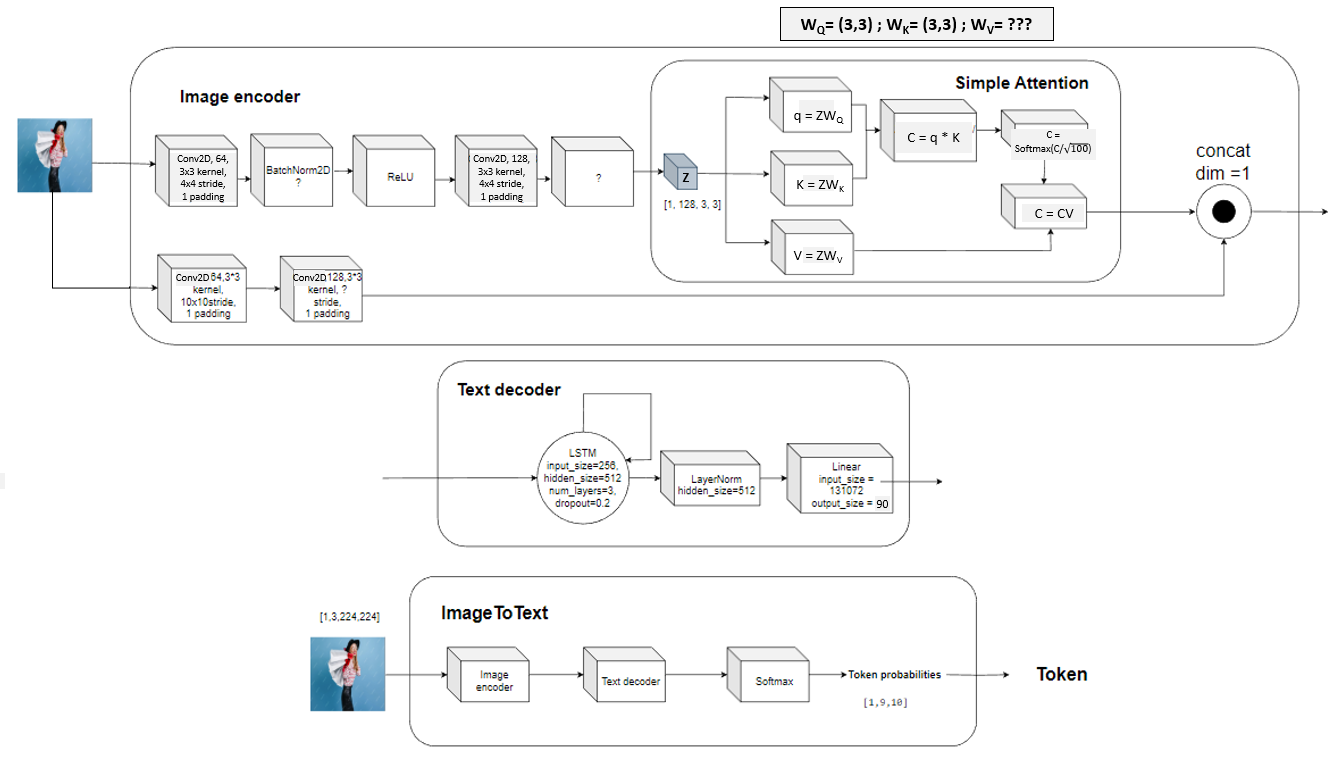 W_Q= (3,3) ; W_K= (3,3) ; W_V= ???
Image encoder
Conv2D, 64,
3x3 kernel,
4x4 stride,
1 padding
BatchNorm2D
?
ReLU
Conv2D, 128,
3x3 kernel,
4x4 stride,
1 padding
?
z
[1, 128, 3, 3]
Simple Attention
q = ZW_Q
K = ZW_K
V = ZW_V
C = q * K
C =
Softmax(C/√100)
C = CV
concat
dim =1
Conv2D 64,3*3
kernel,
10x10stride,
1 padding
Conv2D 128,3*3
kernel, ?
stride,
1 padding
Text decoder
LSTM
input_size=256,
hidden_size=512
num_layers=3,
dropout=0.2
LayerNorm
hidden_size=512
Linear
input_size =
131072
output_size = 90
ImageToText
[1,3,224,224]
Image
encoder
Text decoder
Softmax
Token probabilities
[1,9,10]
Token